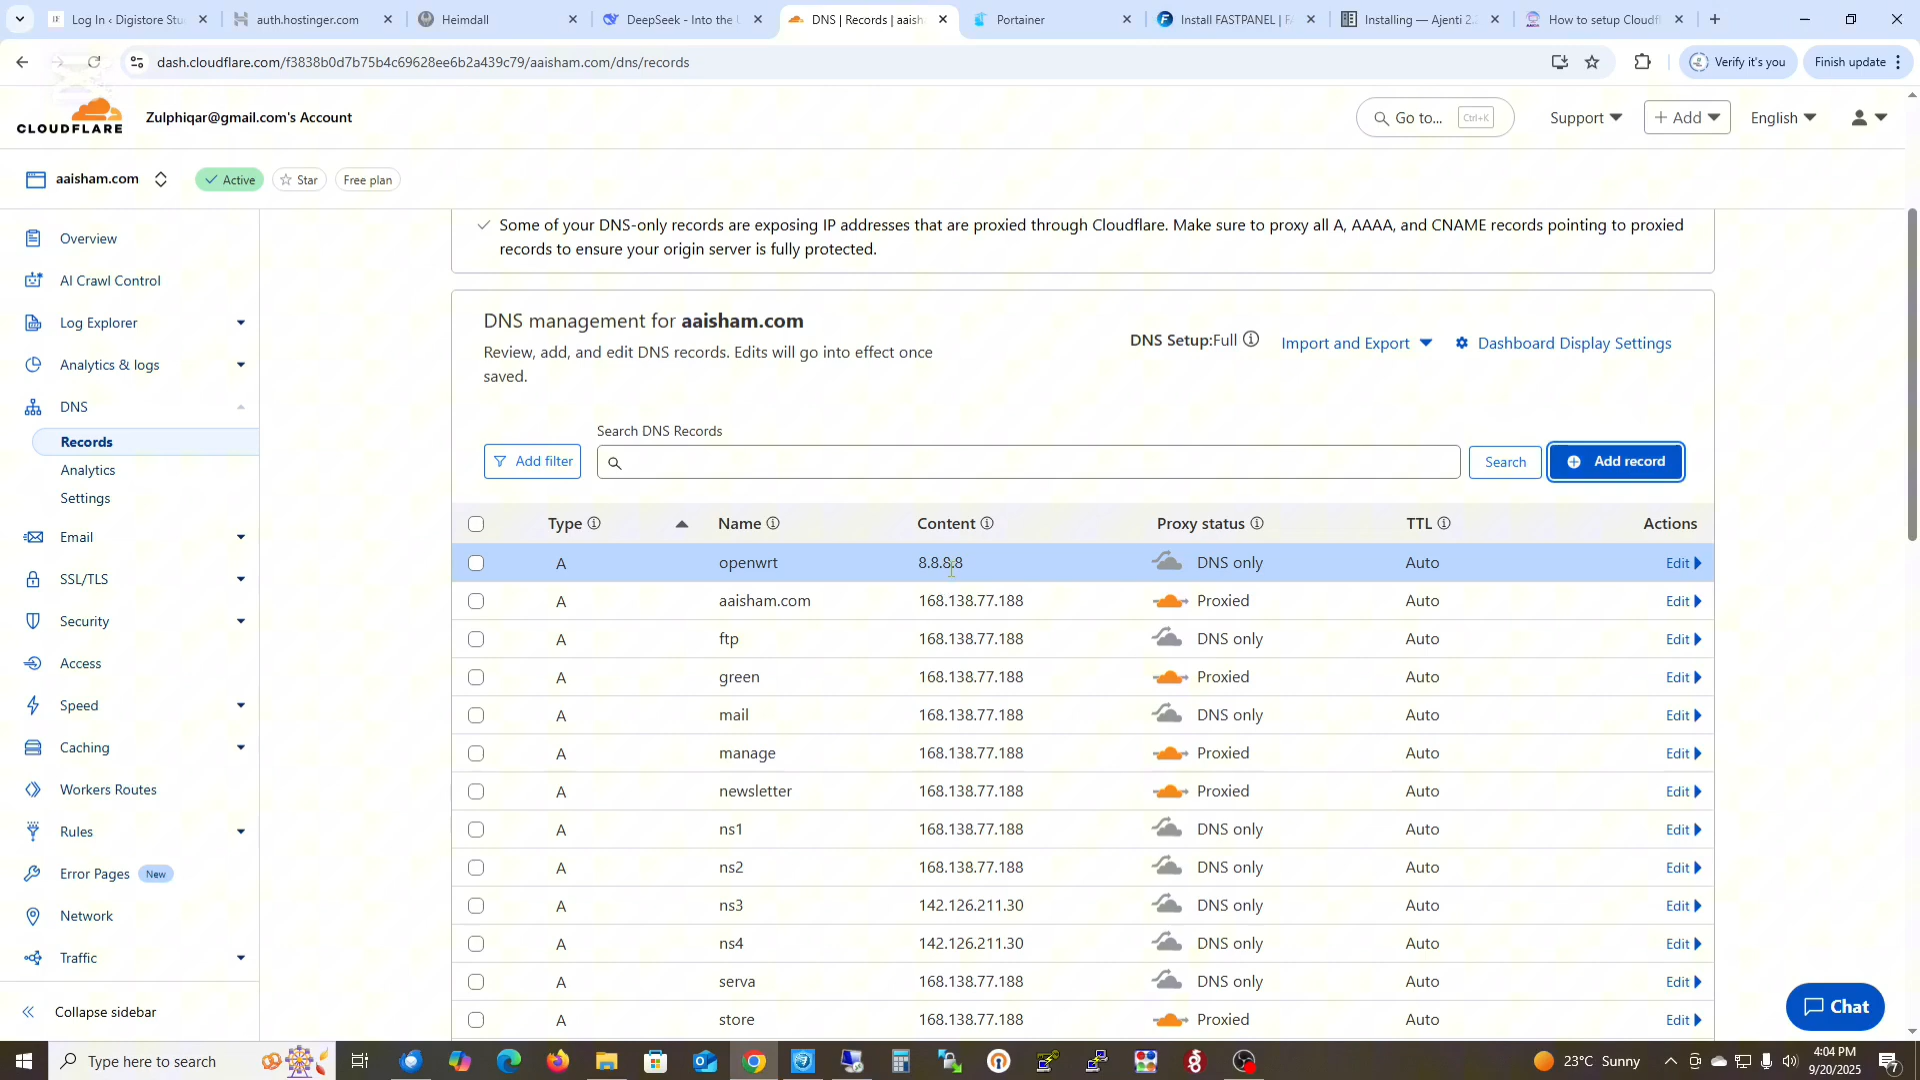 Log In ‹ Digistore Stu
auth.hostinger.com
Heimdall
DeepSeek - Into the U
DNS | Records | aaish
Portainer
Install FASTPANEL | F
Installing — Ajenti 2.
How to setup Cloudfl
dash.cloudflare.com/f3838b0d7b75b4c69628ee6b2a439c79/aaisham.com/dns/records
Verify it's you
Finish update
CLOUDFLARE
Zulphiqar@gmail.com's Account
Go to...
Ctrl+K
Support
+ Add
English
aaisham.com
Active
Star
Free plan
Overview
AI Crawl Control
Log Explorer
Analytics & logs
DNS
Records
Analytics
Settings
Email
SSL/TLS
Security
Access
Speed
Caching
Workers Routes
Rules
Error Pages New
Network
Traffic
Collapse sidebar
Some of your DNS-only records are exposing IP addresses that are proxied through Cloudflare. Make sure to proxy all A, AAAA, and CNAME records pointing to proxied
records to ensure your origin server is fully protected.
DNS management for aaisham.com
Review, add, and edit DNS records. Edits will go into effect once
saved.
DNS Setup:Full
Import and Export
Dashboard Display Settings
Search DNS Records
Add filter
Search
Add record
Type Name Content Proxy status TTL Actions
A openwrt 8.8.8.8 DNS only Auto Edit
A aaisham.com 168.138.77.188 Proxied Auto Edit
A ftp 168.138.77.188 DNS only Auto Edit
A green 168.138.77.188 Proxied Auto Edit
A mail 168.138.77.188 DNS only Auto Edit
A manage 168.138.77.188 Proxied Auto Edit
A newsletter 168.138.77.188 Proxied Auto Edit
A ns1 168.138.77.188 DNS only Auto Edit
A ns2 168.138.77.188 DNS only Auto Edit
A ns3 142.126.211.30 DNS only Auto Edit
A ns4 142.126.211.30 DNS only Auto Edit
A serva 168.138.77.188 DNS only Auto Edit
A store 168.138.77.188 Proxied Auto Edit
Chat
Type here to search
23°C Sunny
4:04 PM
9/20/2025
7